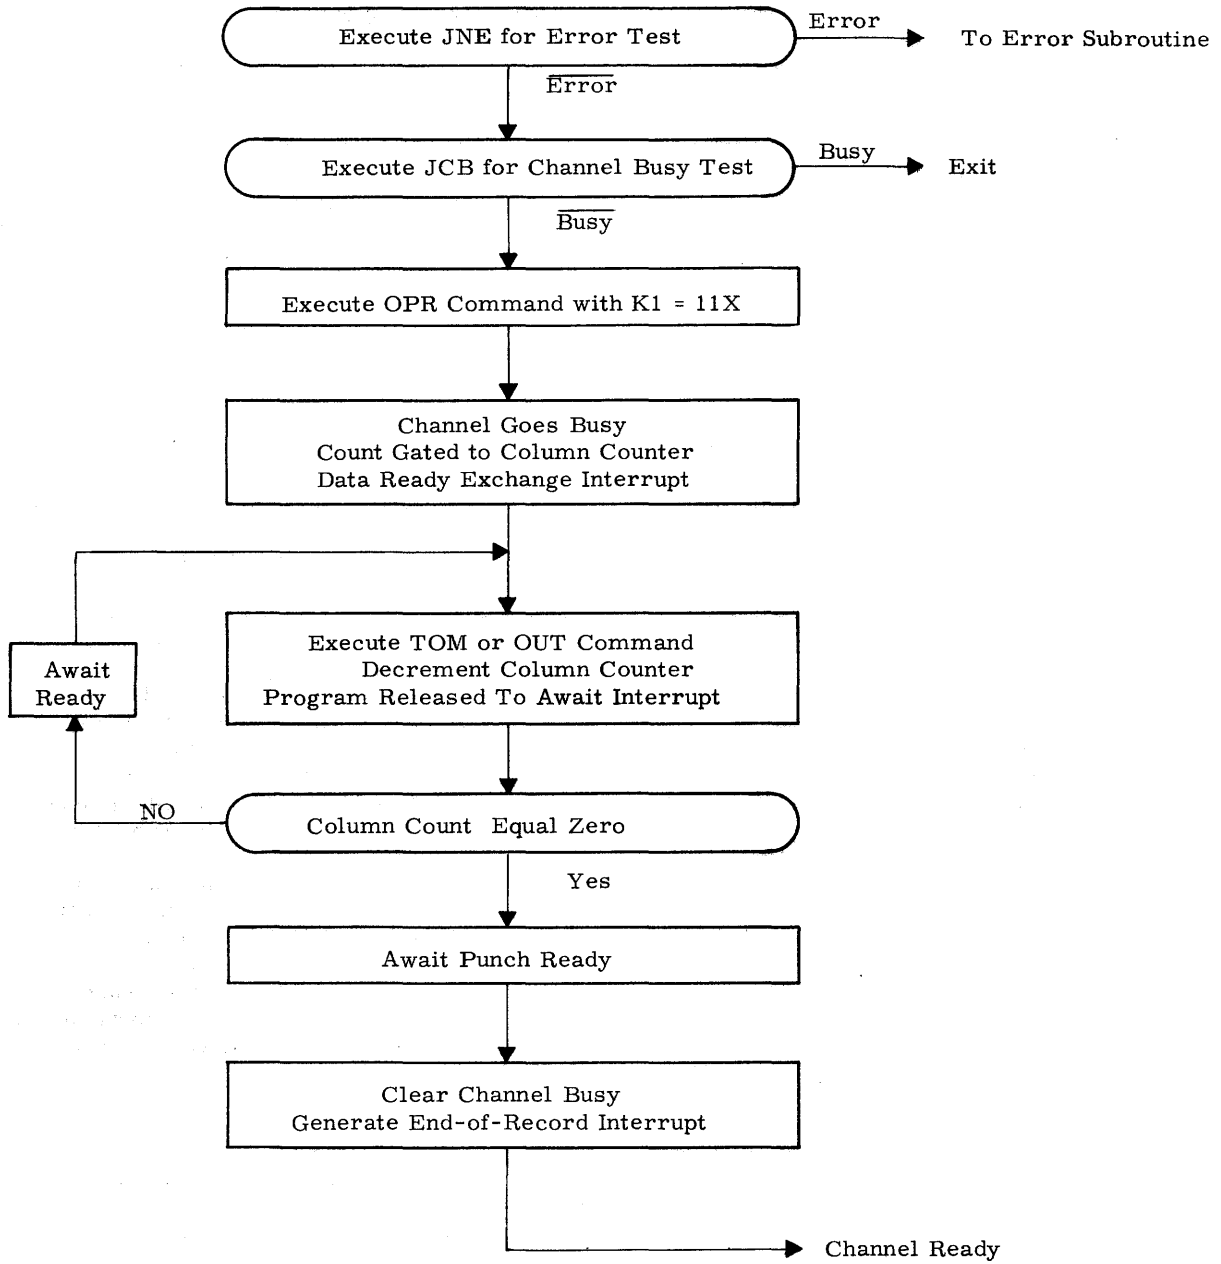 Execute JNE for Error Test
Error
To Error Subroutine
Error
Execute JCB for Channel Busy Test
Busy
Exit
Busy
Execute OPR Command with K1 = 11X
Channel Goes Busy
Count Gated to Column Counter
Data Ready Exchange Interrupt
Execute TOM or OUT Command
Decrement Column Counter
Program Released To Await Interrupt
Await
Ready
NO
Column Count Equal Zero
Yes
Await Punch Ready
Clear Channel Busy
Generate End-of-Record Interrupt
Channel Ready